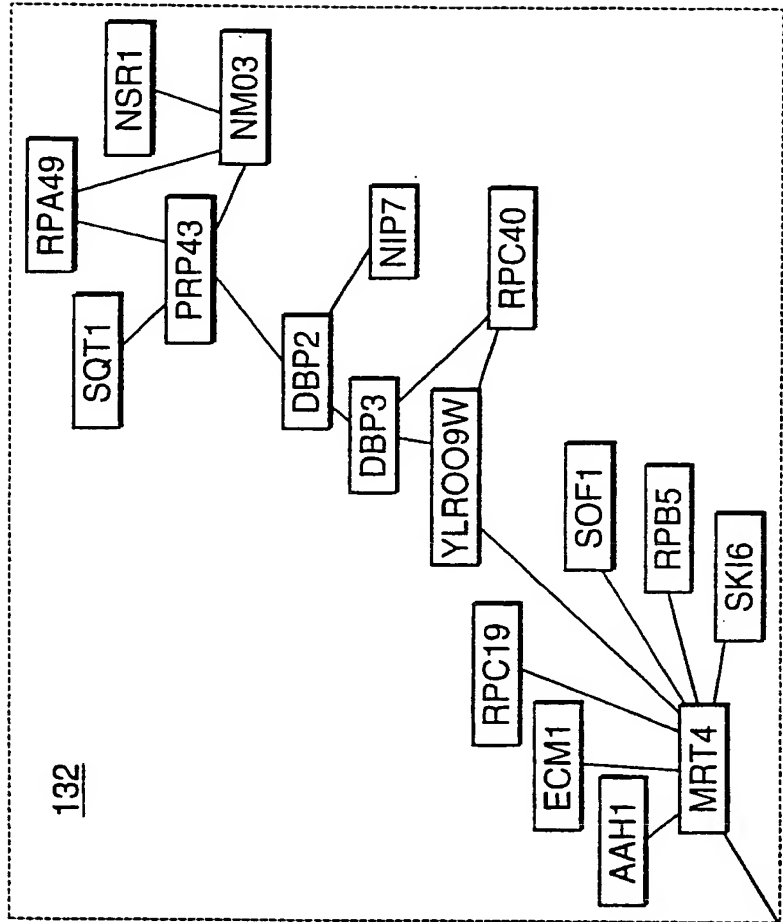 132
RPA49
NSR1
SQT1
PRP43
NM03
DBP2
NIP7
DBP3
RPC40
YLROO9W
RPC19
SOF1
ECM1
RPB5
AAH1
MRT4
SKI6